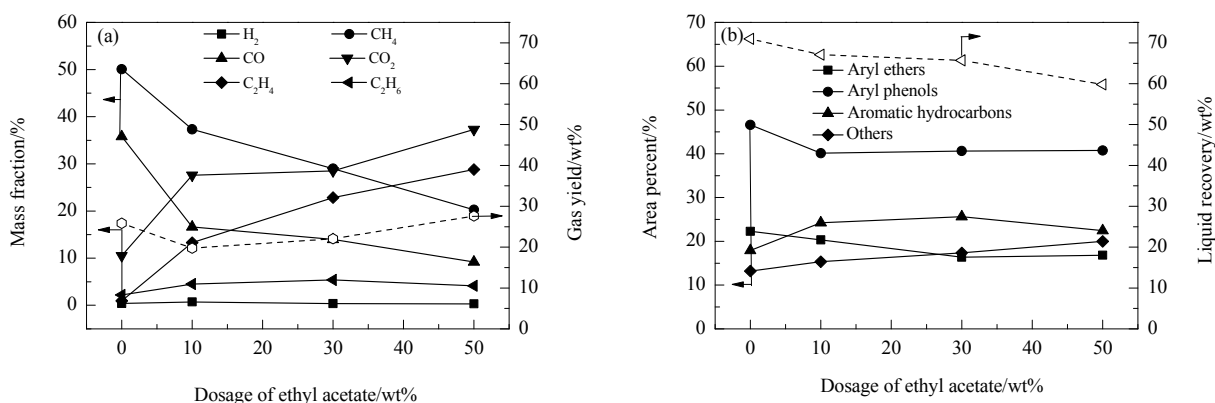 (a)
H2
CH4
CO
CO2
C2H4
C2H6
60
50
40
30
20
10
0
Mass fraction/%
70
60
50
40
30
20
10
0
Gas yield/wt%
0 10 20 30 40 50
Dosage of ethyl acetate/wt%
(b)
Aryl ethers
Aryl phenols
Aromatic hydrocarbons
Others
70
60
50
40
30
20
10
0
Area percent/%
70
60
50
40
30
20
10
0
Liquid recovery/wt%
0 10 20 30 40 50
Dosage of ethyl acetate/wt%